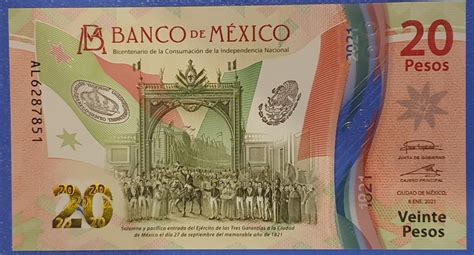 BANCO DE MÉXICO
Bicentenario de la Consumación de la Independencia Nacional
20
Pesos
AL6287851
2021
1821
JUNTA DE GOBIERNO
CAJERO PRINCIPAL
CIUDAD DE MÉXICO,
6 ENE. 2021
Veinte
Pesos
20
Solemne y pacífica entrada del Ejército de las Tres Garantías a la Ciudad
de México el día 27 de septiembre del memorable año de 1821